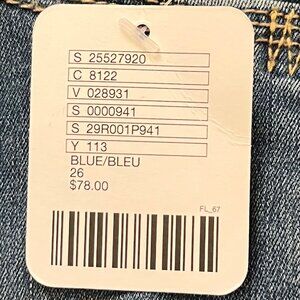 S 25527920
C 8122
V 028931
S 0000941
S 29R001P941
Y 113
BLUE/BLEU
26
$78.00
FL_67